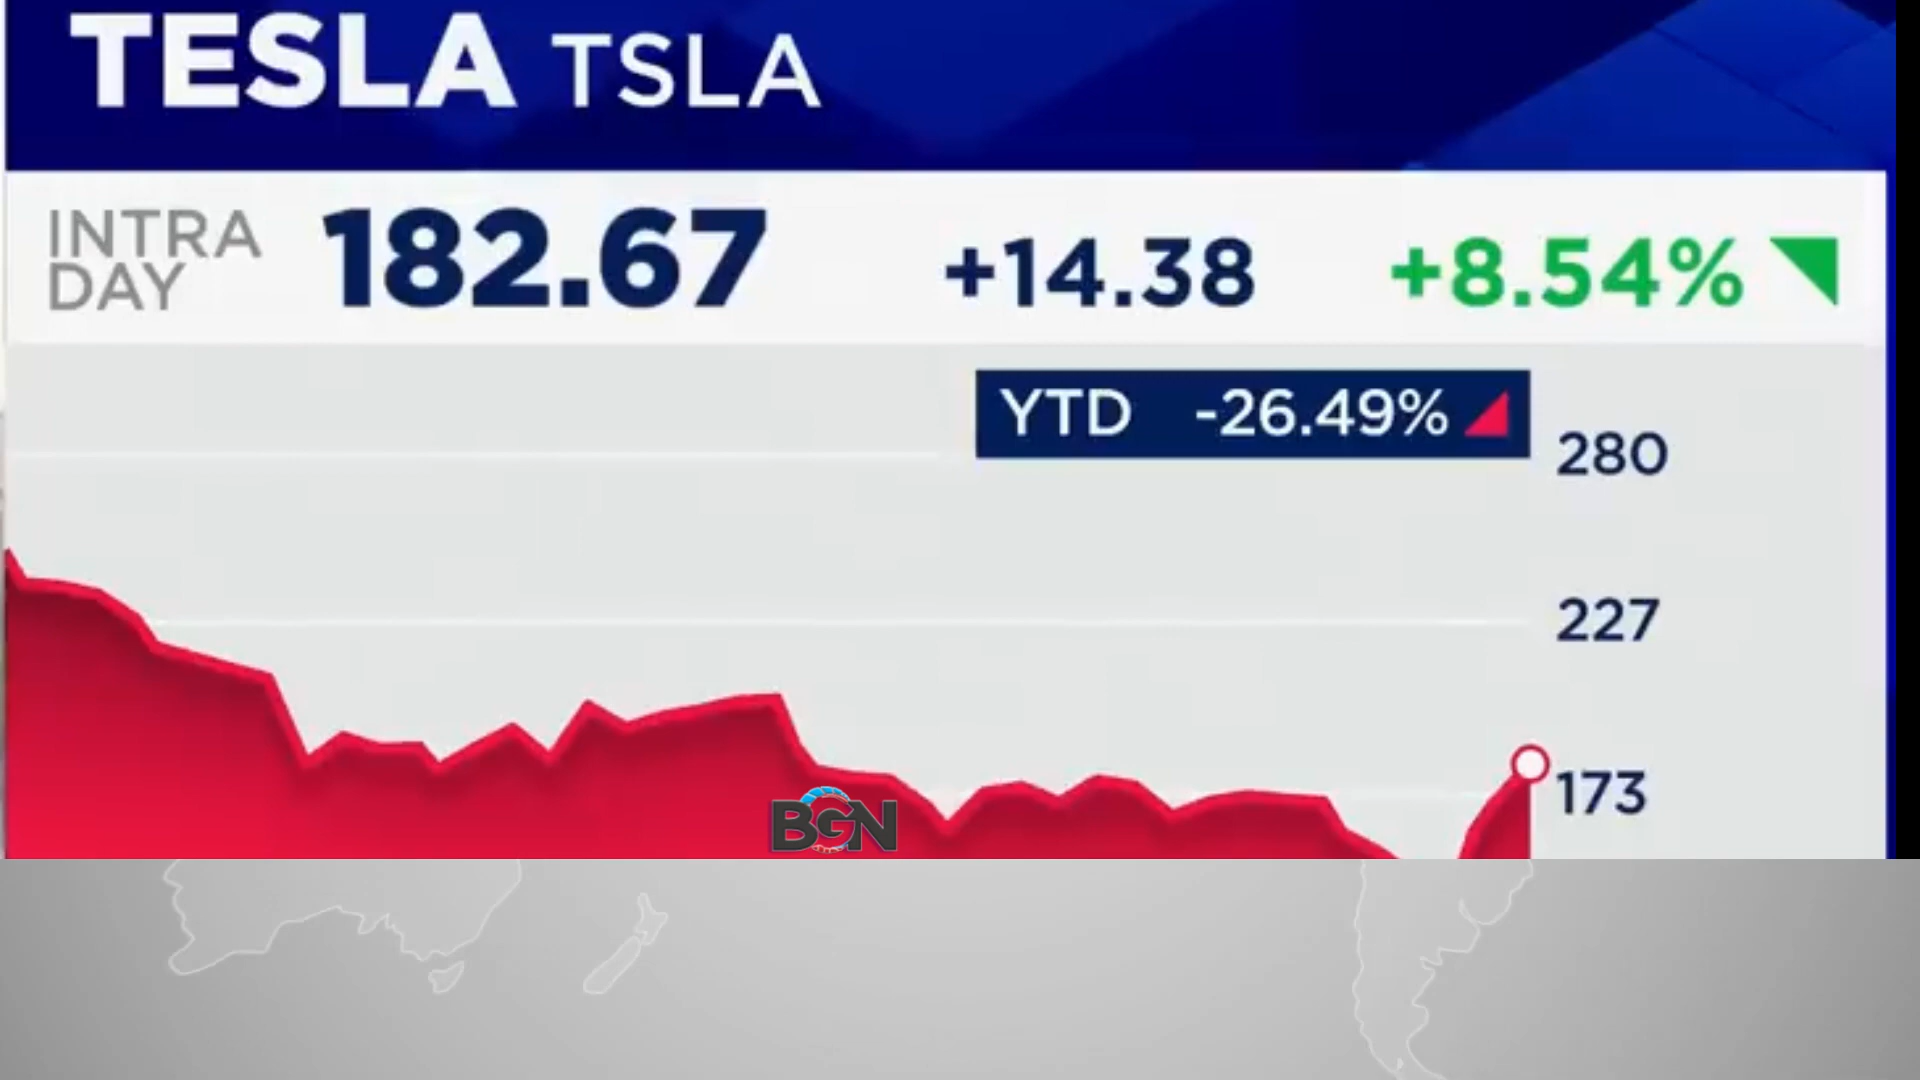 TESLA TSLA
INTRA
DAY
182.67 +14.38 +8.54%
YTD -26.49%
280
227
173
BGN